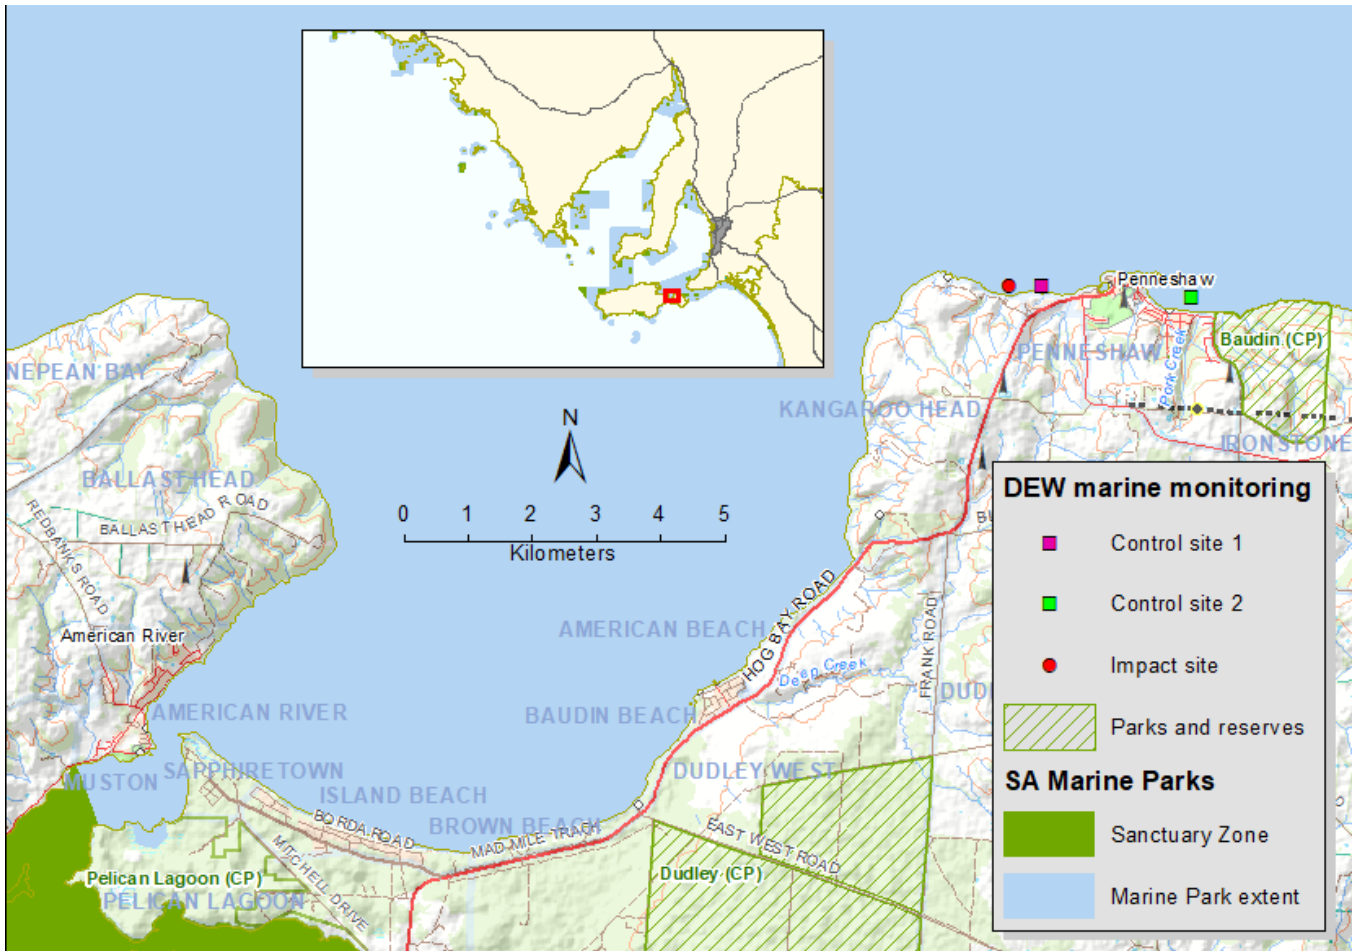 Penneshaw
Baudin (CP)
PENNESHAW
Pork Creek
NEPEAN BAY
KANGAROO HEAD
IRONSTONE
N
BALLAST HEAD
REDBANKS ROAD
BALLAST HEAD ROAD
0 1 2 3 4 5
Kilometers
DEW marine monitoring
Control site 1
Control site 2
Impact site
Parks and reserves
SA Marine Parks
Sanctuary Zone
Marine Park extent
American River
AMERICAN BEACH
HOG BAY ROAD
Deep Creek
FRANK ROAD
AMERICAN RIVER
BAUDIN BEACH
MUSTON
SAPPHIRETOWN
ISLAND BEACH
DUDLEY WEST
BORDA ROAD
BROWN BEACH
MAD MILE TRACK
EAST WEST ROAD
MITCHELL DRIVE
Pelican Lagoon (CP)
PELICAN LAGOON
Dudley (CP)